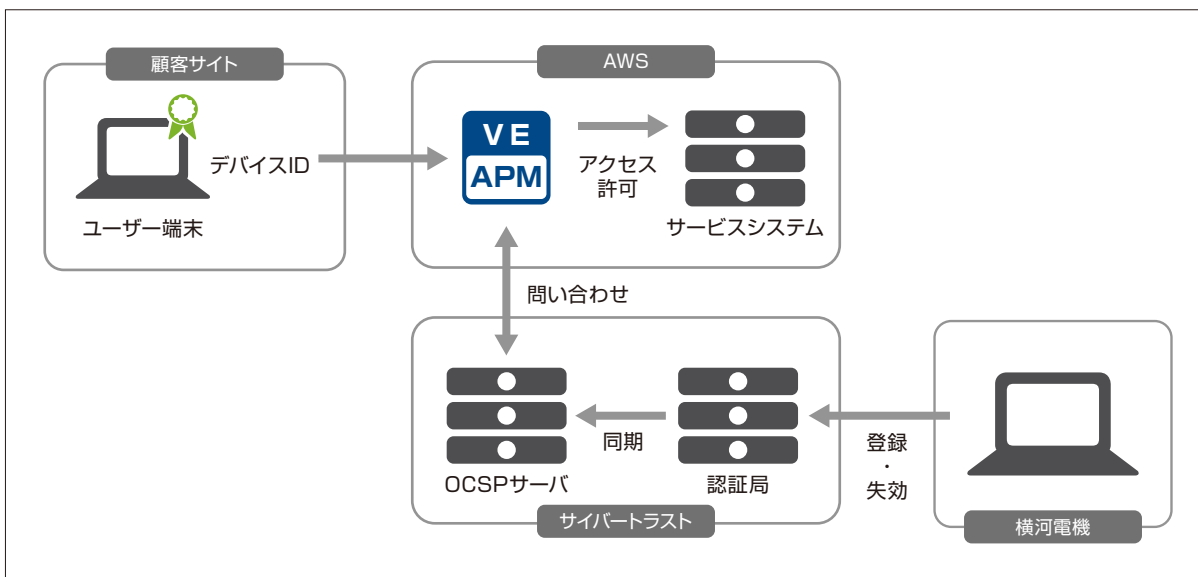 顧客サイト
デバイスID
ユーザー端末
AWS
VE
APM
アクセス
許可
サービスシステム
問い合わせ
OCSPサーバ
同期
認証局
サイバートラスト
登録
・
失効
横河電機